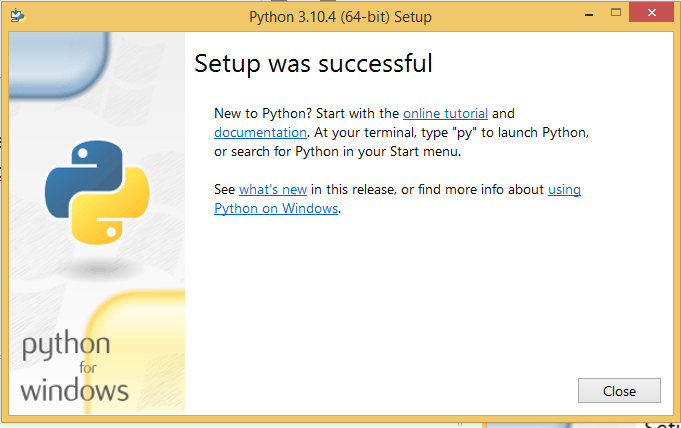 Python 3.10.4 (64-bit) Setup
Setup was successful
New to Python? Start with the online tutorial and
documentation. At your terminal, type "py" to launch Python,
or search for Python in your Start menu.
See what's new in this release, or find more info about using
Python on Windows.
python
for
windows
Close